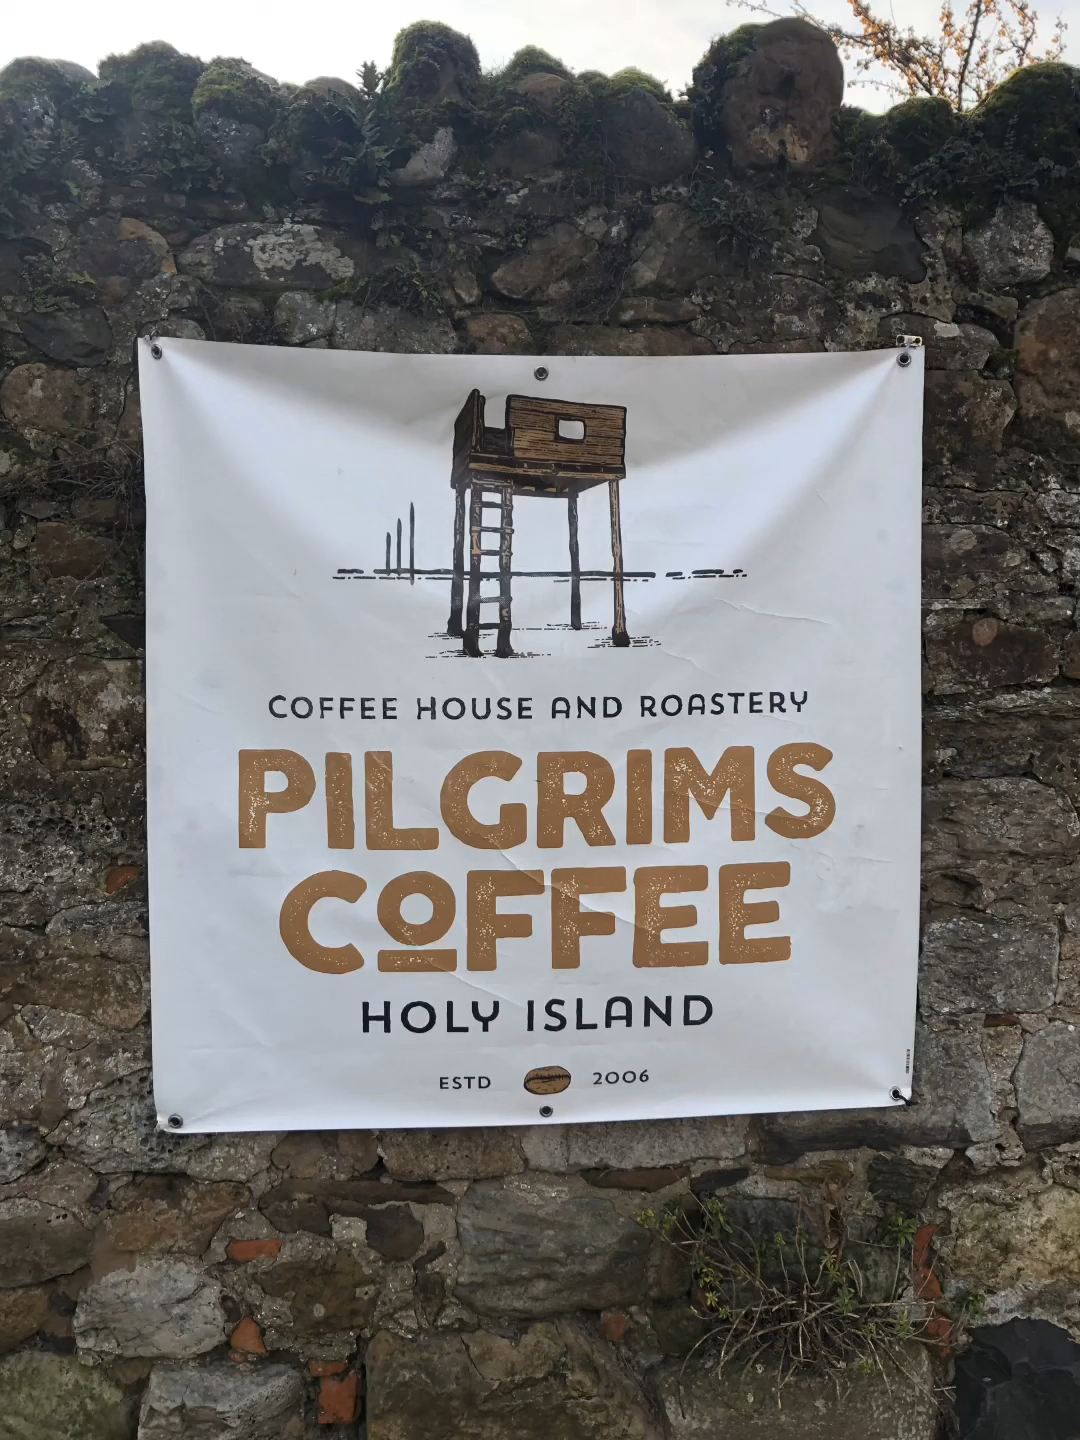 COFFEE HOUSE AND ROASTERY
PILGRIMS
COFFEE
HOLY ISLAND
ESTD 2006